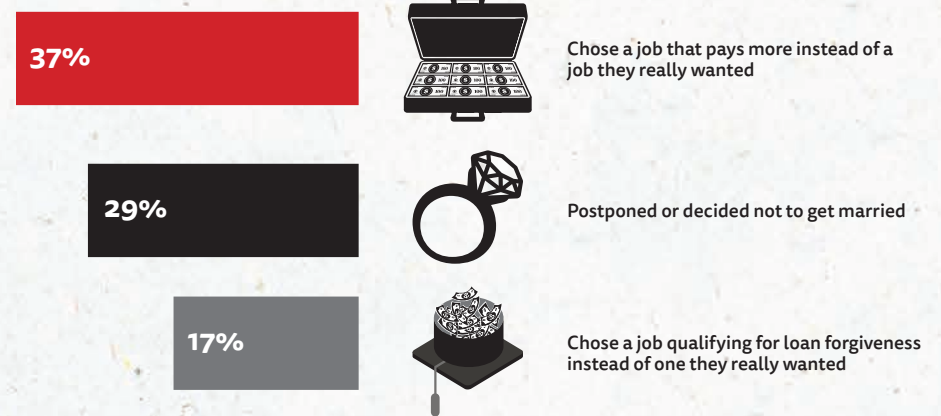 37%
Chose a job that pays more instead of a
job they really wanted
29%
Postponed or decided not to get married
17%
Chose a job qualifying for loan forgiveness
instead of one they really wanted